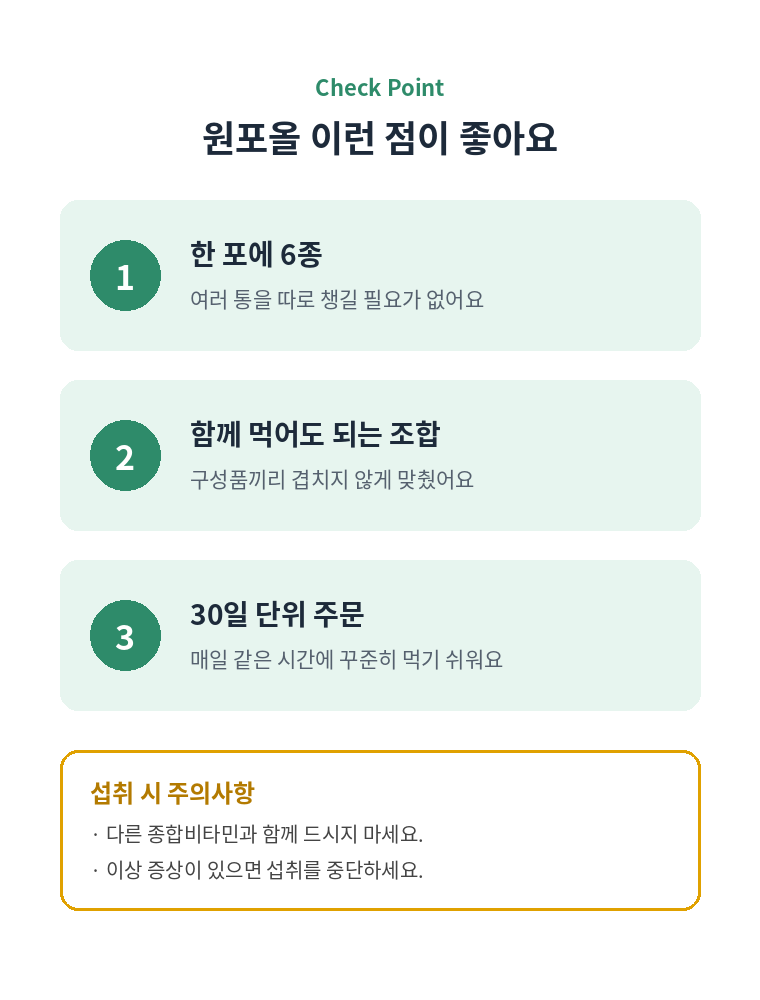 Check Point
원포올 이런 점이 좋아요
1
한 포에 6종
여러 통을 따로 챙길 필요가 없어요
2
함께 먹어도 되는 조합
구성품끼리 겹치지 않게 맞췄어요
3
30일 단위 주문
매일 같은 시간에 꾸준히 먹기 쉬워요
섭취 시 주의사항
· 다른 종합비타민과 함께 드시지 마세요.
· 이상 증상이 있으면 섭취를 중단하세요.